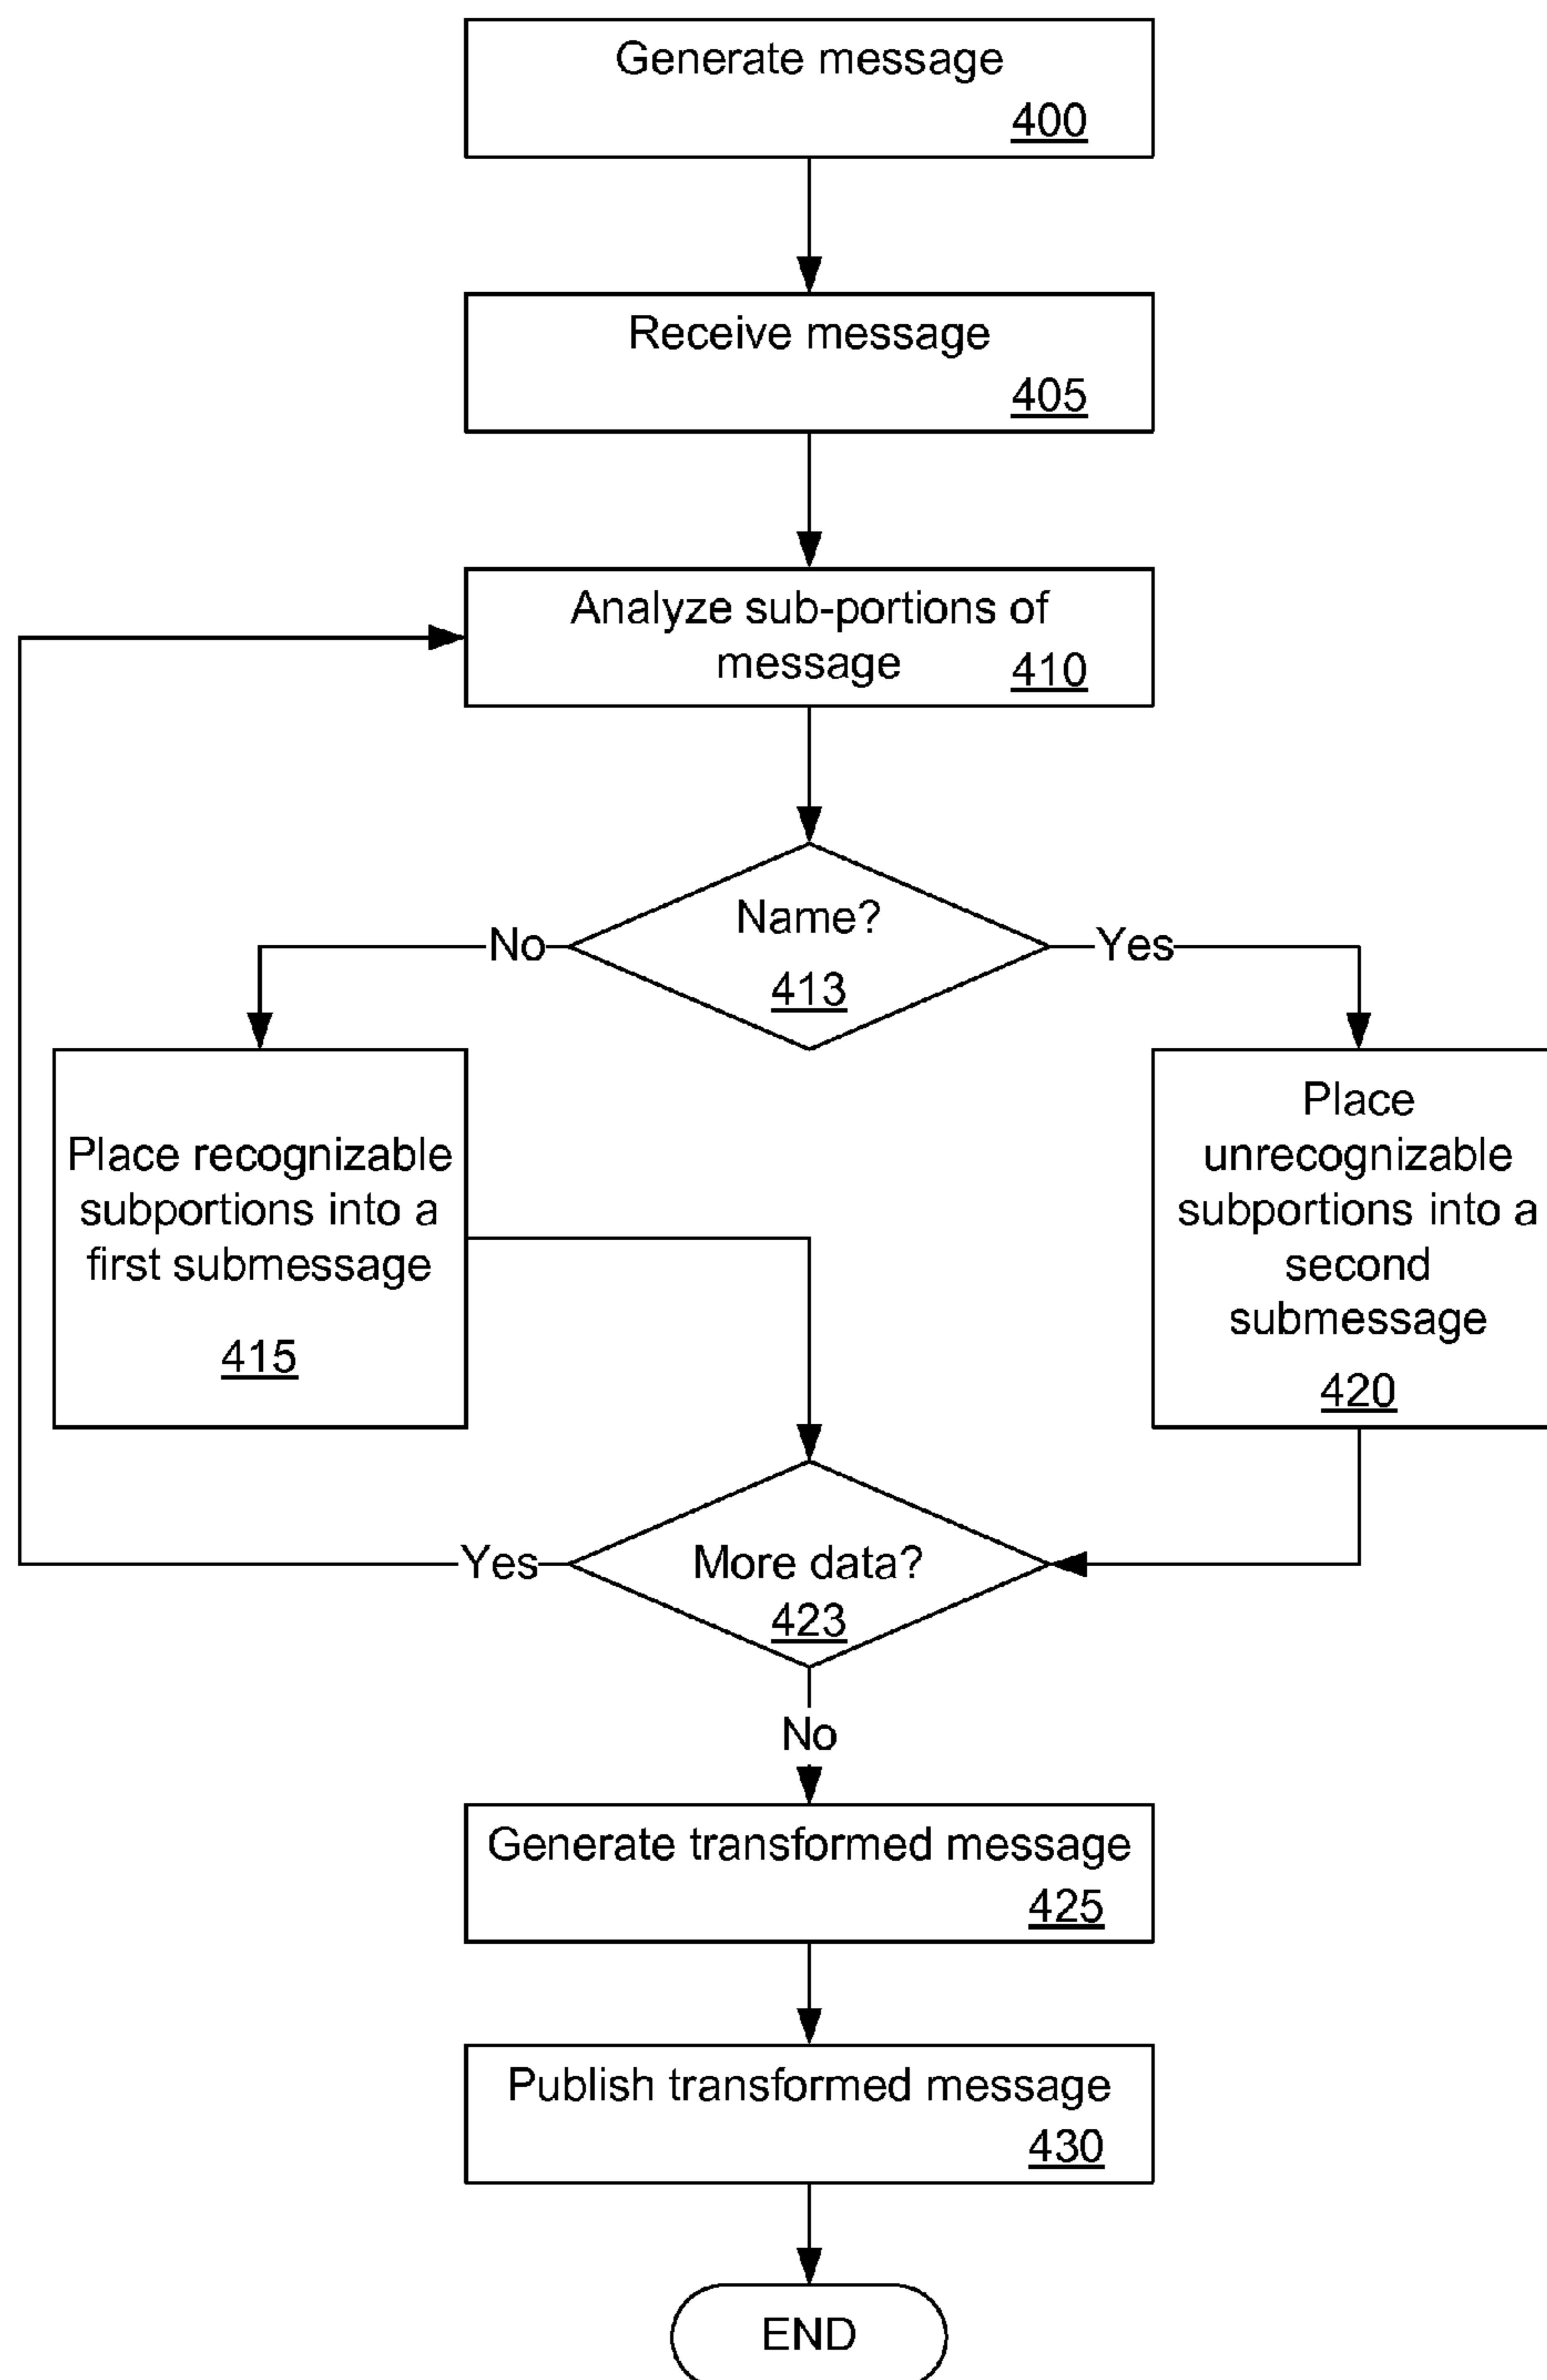 Generate message
400
Receive message
405
Analyze sub-portions of
message 410
Name?
413
No
Yes
Place recognizable
subportions into a
first submessage
415
Place
unrecognizable
subportions into a
second
submessage
420
More data?
423
Yes
No
Generate transformed message
425
Publish transformed message
430
END